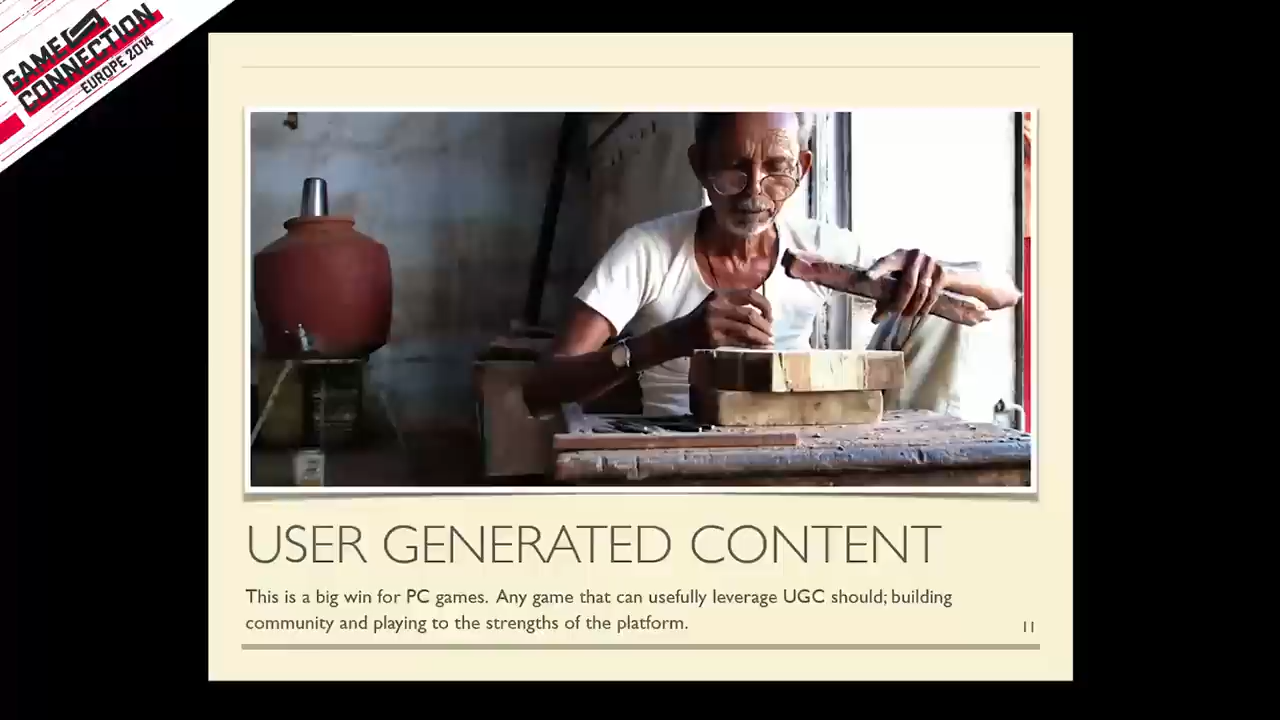 GAME
CONNECTION
EUROPE 2014
USER GENERATED CONTENT
This is a big win for PC games. Any game that can usefully leverage UGC should; building
community and playing to the strengths of the platform.
11